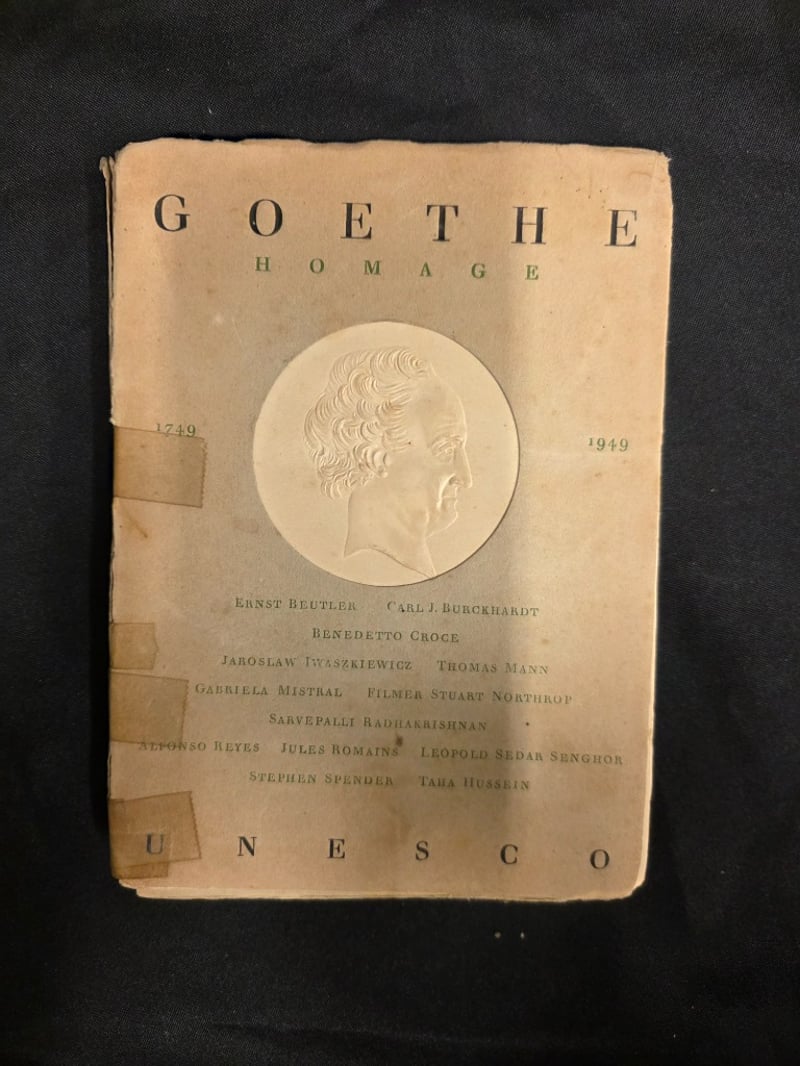 GOETHE
HOMAGE
1749
1949
ERNST BEUTLER CARL J. BURCKHARDT
BENEDETTO CROCE
JAROSLAW IWASZKIEWICZ THOMAS MANN
GABRIELA MISTRAL FILMER STUART NORTHROP
SARVEPALLI RADHAKRISHNAN
ALFONSO REYES JULES ROMAINS LEOPOLD SEDAR SENGHOR
STEPHEN SPENDER TAHA HUSSEIN
UNESCO